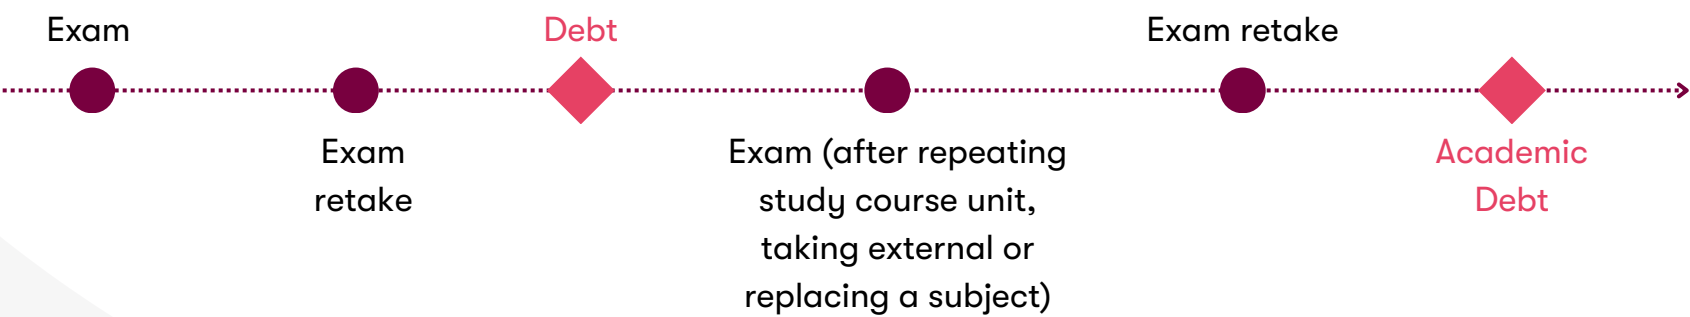 Exam
Exam
retake
Debt
Exam (after repeating
study course unit,
taking external or
replacing a subject)
Exam retake
Academic
Debt